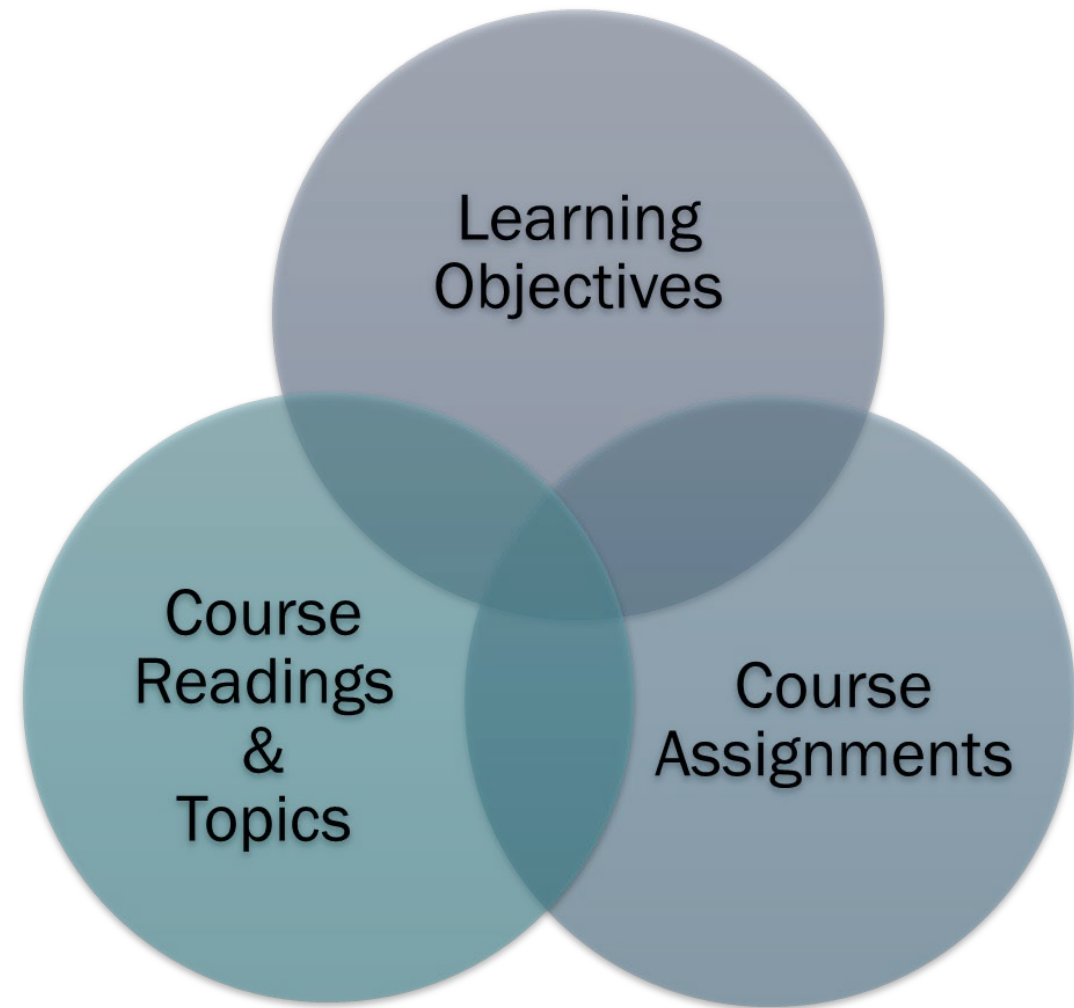 Learning
Objectives
Course
Readings
&
Topics
Course
Assignments